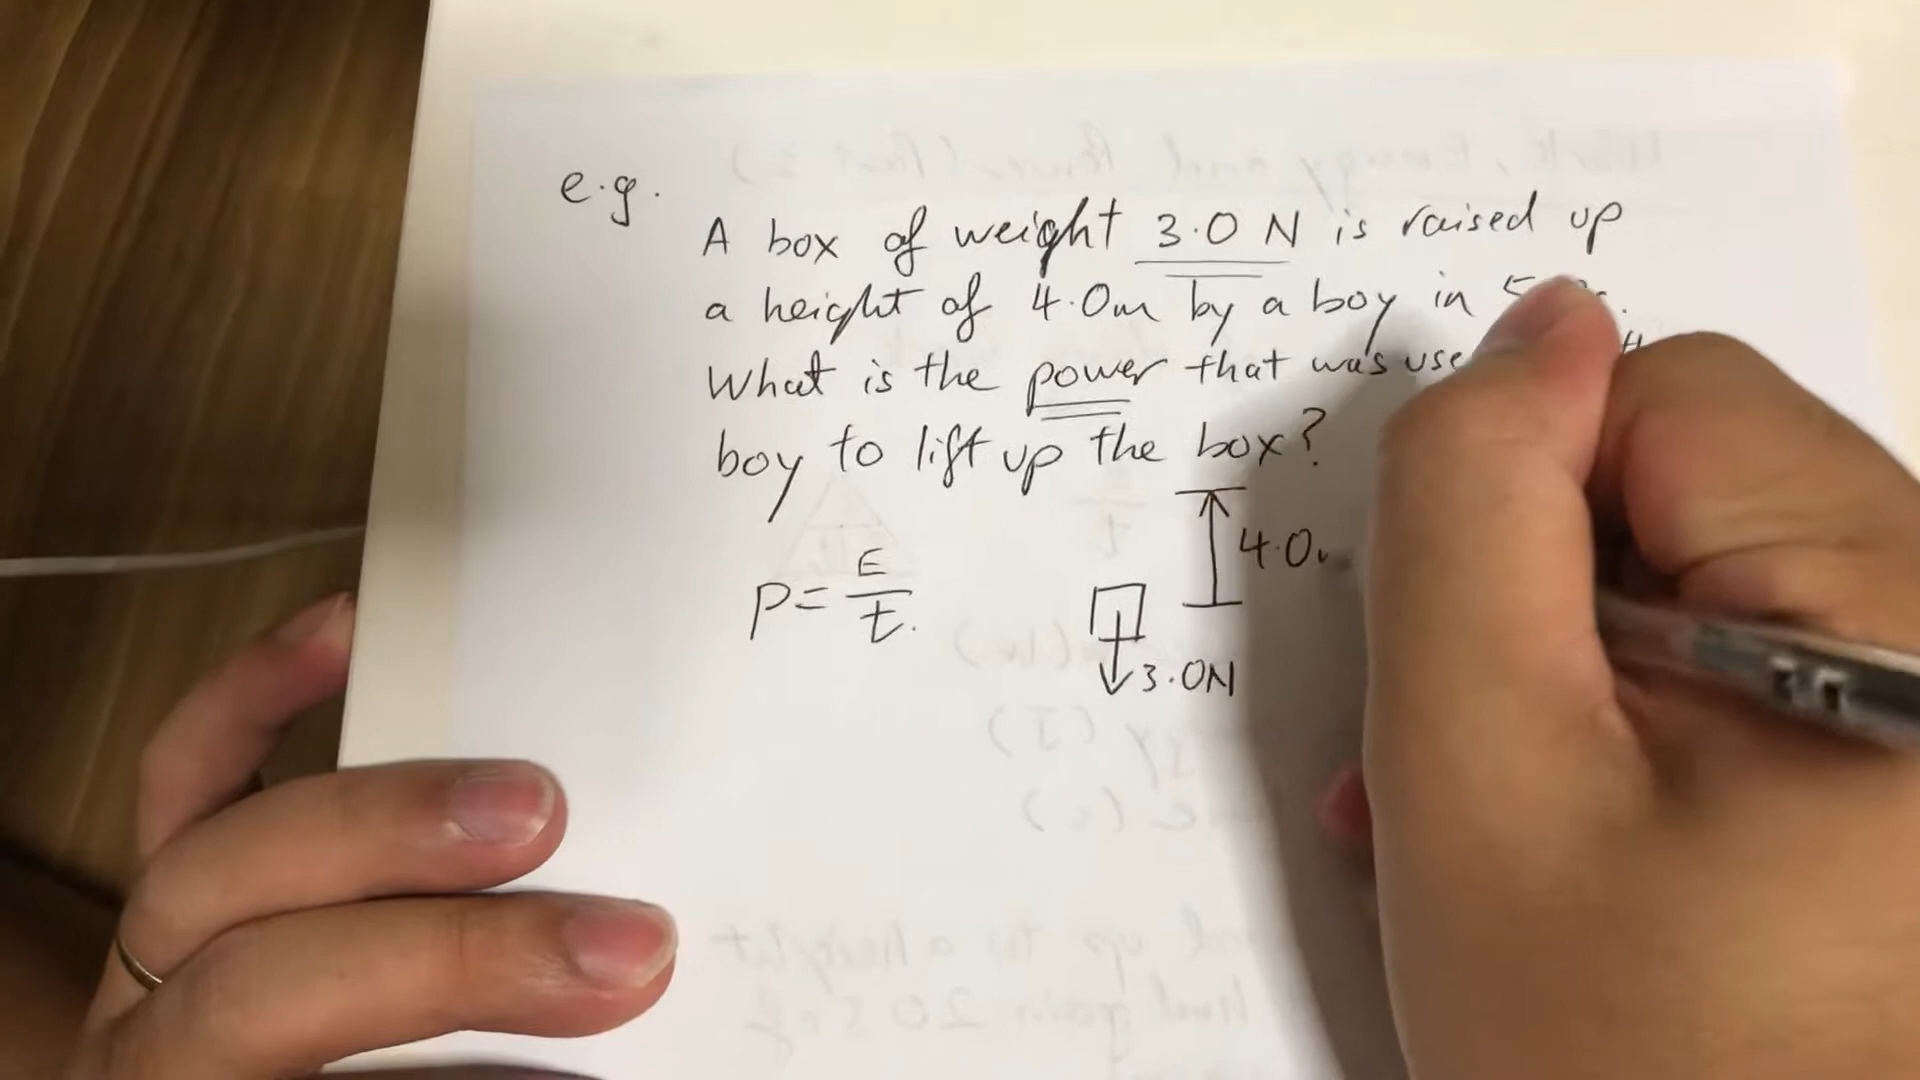 e.g.
A box of weight 3.0 N is raised up
a height of 4.0m by a boy in
What is the power that was
boy to lift up the box?
4.0
P = E/t.
3.0N